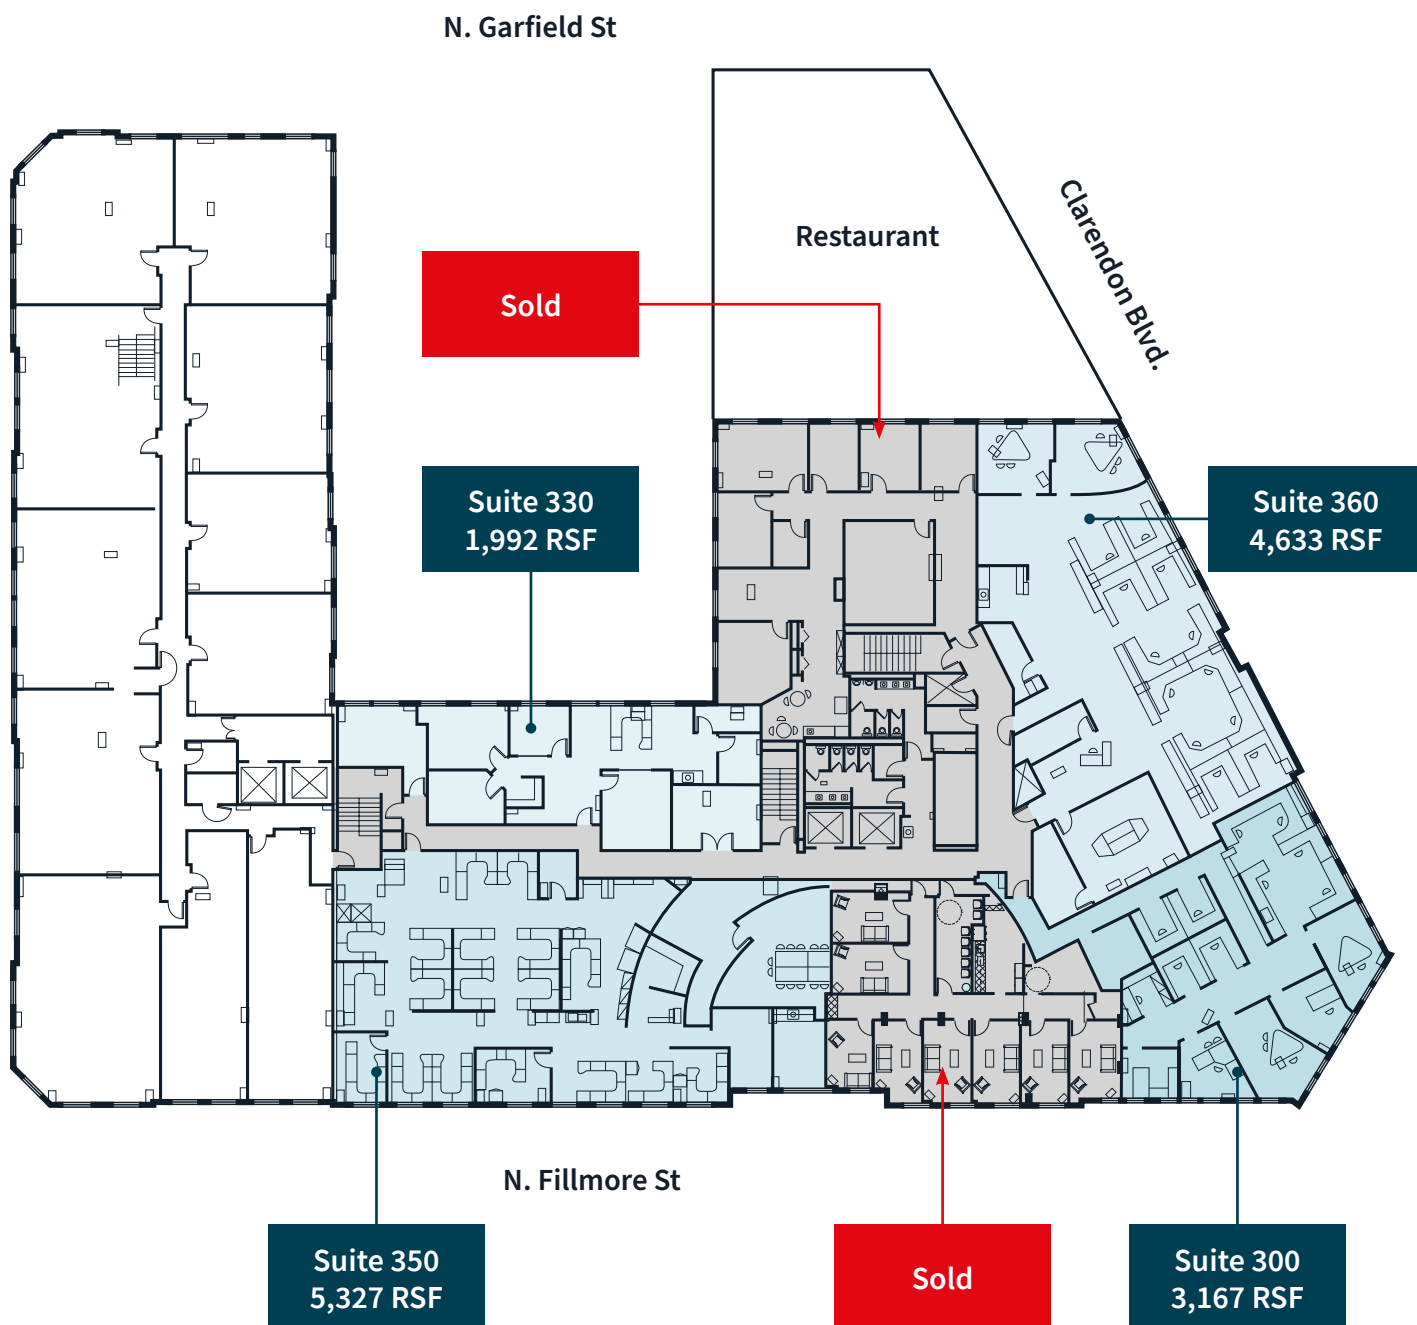 N. Garfield St
Restaurant
Clarendon Blvd.
Sold
Suite 330
1,992 RSF
Suite 360
4,633 RSF
N. Fillmore St
Suite 350
5,327 RSF
Sold
Suite 300
3,167 RSF